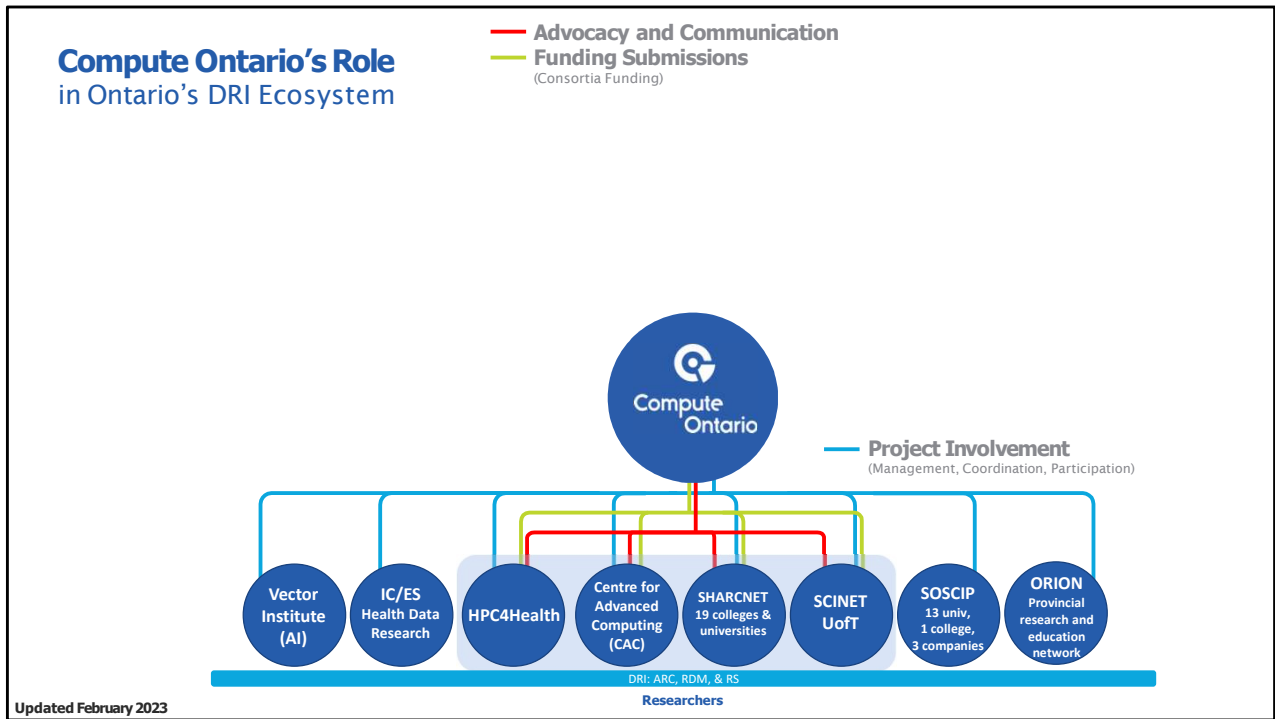 Compute Ontario's Role
in Ontario's DRI Ecosystem
Advocacy and Communication
Funding Submissions
(Consortia Funding)
Compute
Ontario
Project Involvement
(Management, Coordination, Participation)
Vector
Institute
(AI)
IC/ES
Health Data
Research
HPC4Health
Centre for
Advanced
Computing
(CAC)
SHARCNET
19 colleges &
universities
SCINET
UofT
SOSCIP
13 univ,
1 college,
3 companies
ORION
Provincial
research and
education
network
DRI: ARC, RDM, & RS
Researchers
Updated February 2023